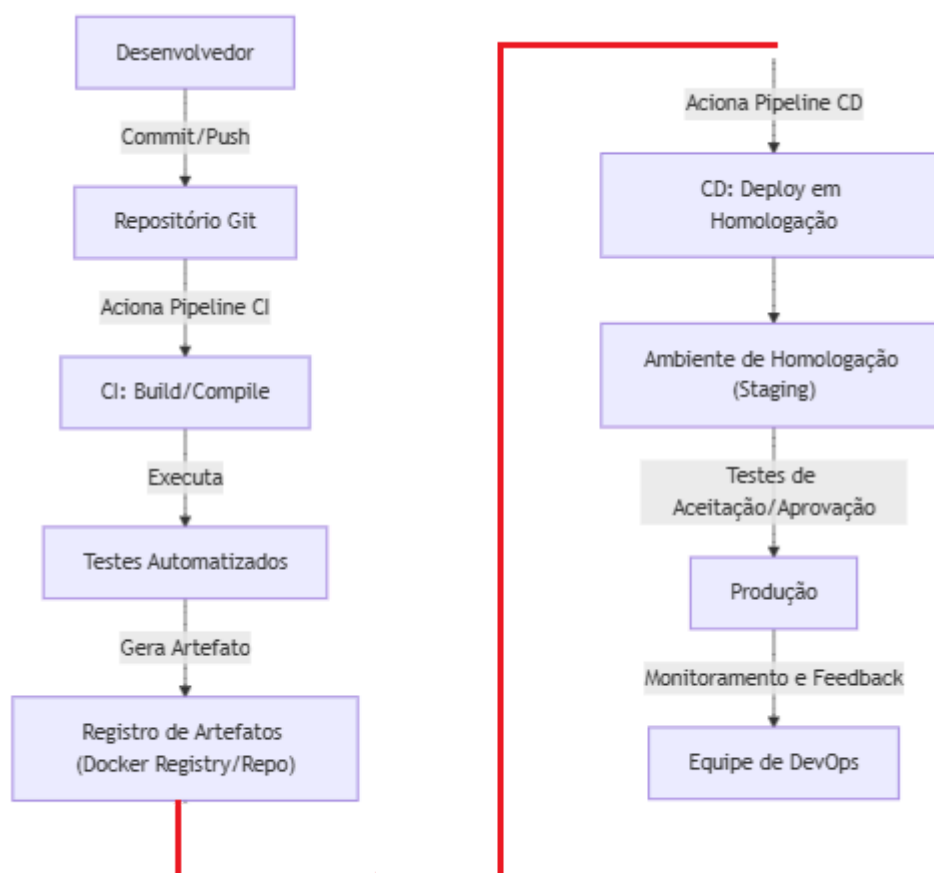 Desenvolvedor
Commit/Push
Repositório Git
Aciona Pipeline CI
CI: Build/Compile
Executa
Testes Automatizados
Gera Artefato
Registro de Artefatos
(Docker Registry/Repo)
Aciona Pipeline CD
CD: Deploy em
Homologação
Ambiente de Homologação
(Staging)
Testes de
Aceitação/Aprovação
Produção
Monitoramento e Feedback
Equipe de DevOps